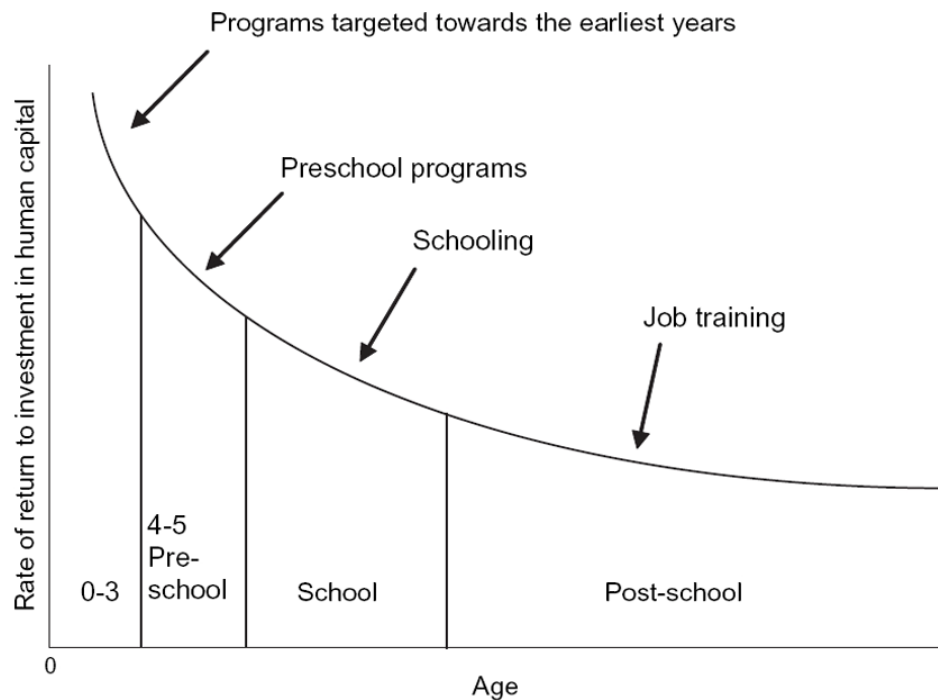 Programs targeted towards the earliest years
Preschool programs
Schooling
Job training
Rate of return to investment in human capital
0-3
4-5
Pre-
school
School
Post-school
0
Age